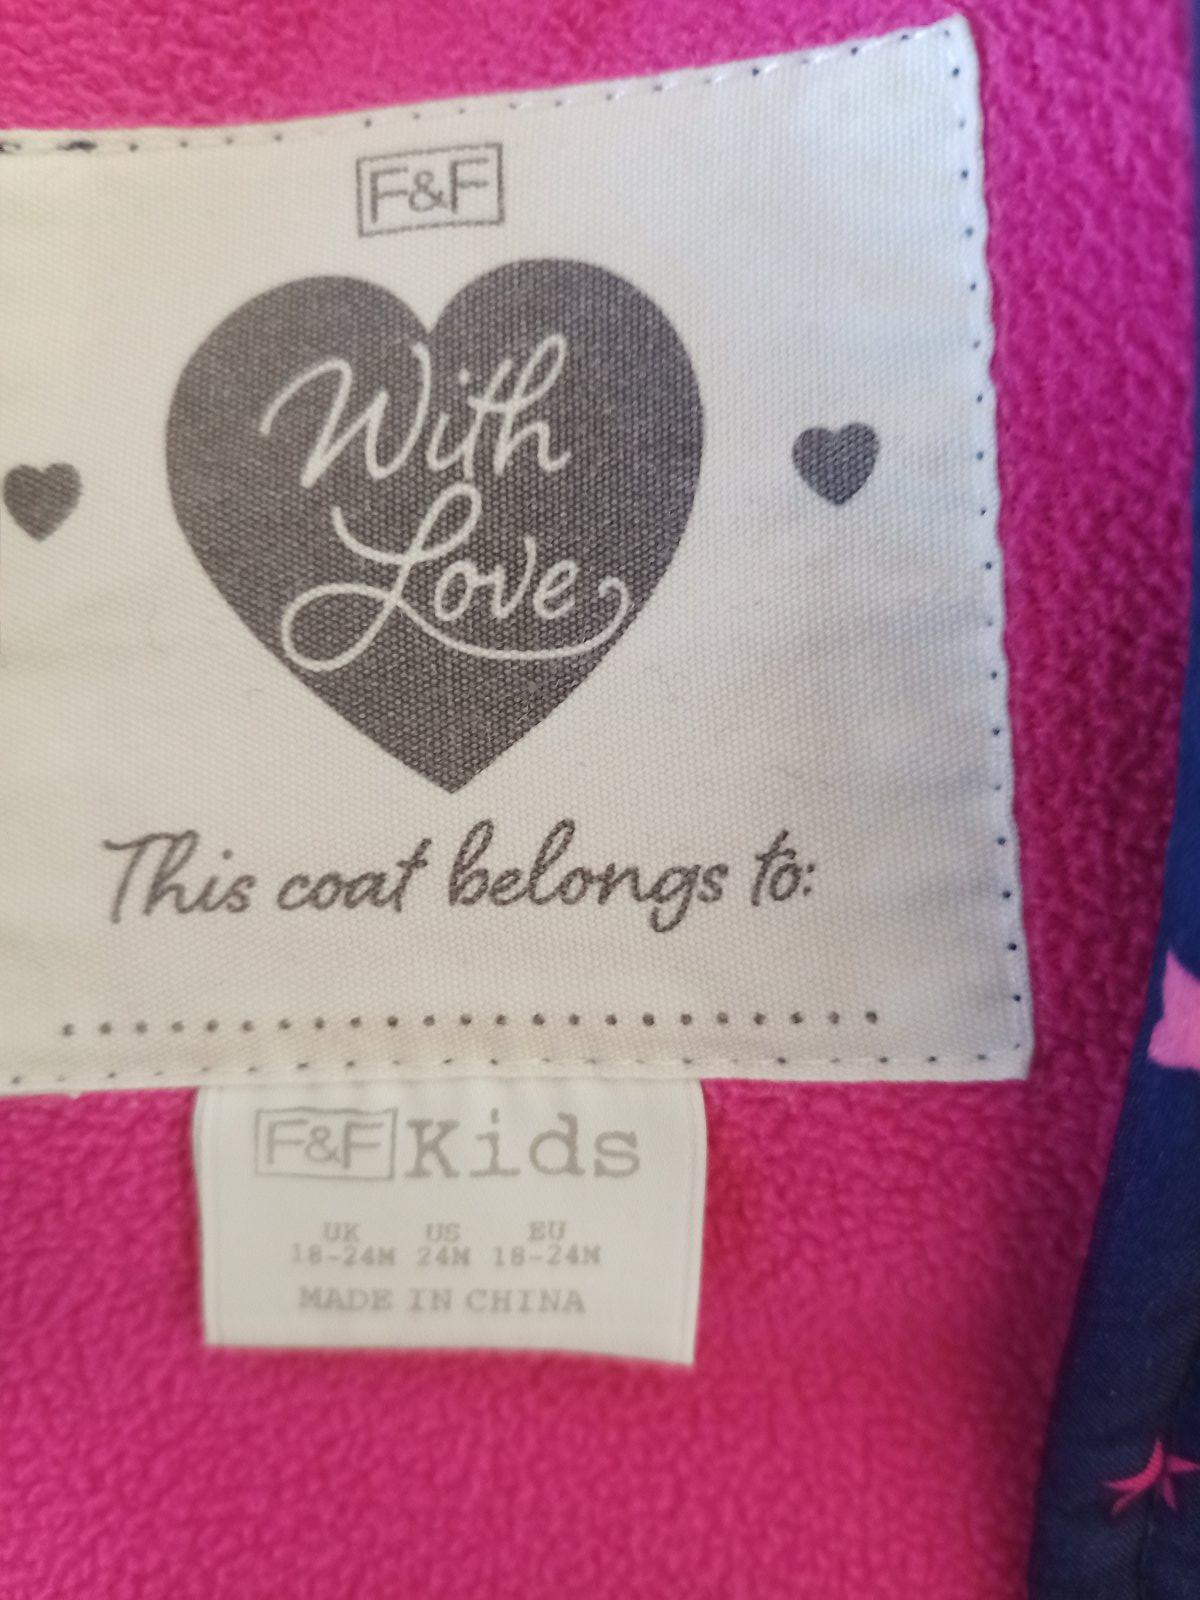 F&F
With
Love
This coat belongs to:
F&F Kids
UK US EU
18-24M 24M 18-24M
MADE IN CHINA